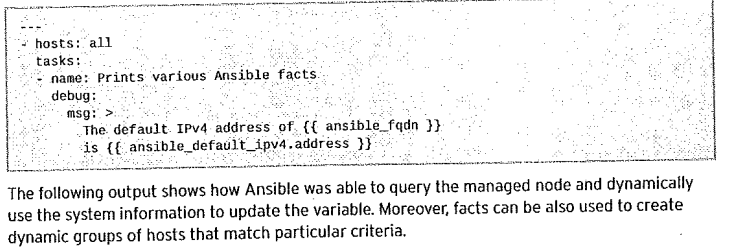 ---
- hosts: all
  tasks:
  - name: Prints various Ansible facts
    debug:
      msg: >
        The default IPv4 address of {{ ansible_fqdn }}
        is {{ ansible_default_ipv4.address }}
The following output shows how Ansible was able to query the managed node and dynamically
use the system information to update the variable. Moreover, facts can be also used to create
dynamic groups of hosts that match particular criteria.